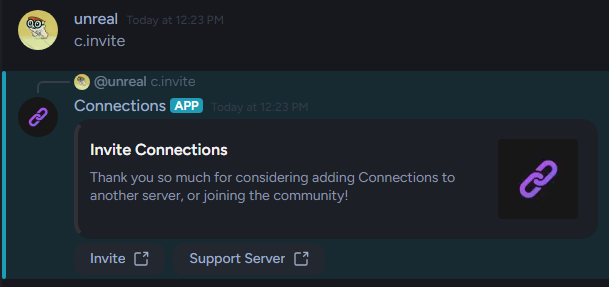 unreal Today at 12:23 PM
c.invite
@unreal c.invite
Connections APP Today at 12:23 PM
Invite Connections
Thank you so much for considering adding Connections to
another server, or joining the community!
Invite Support Server